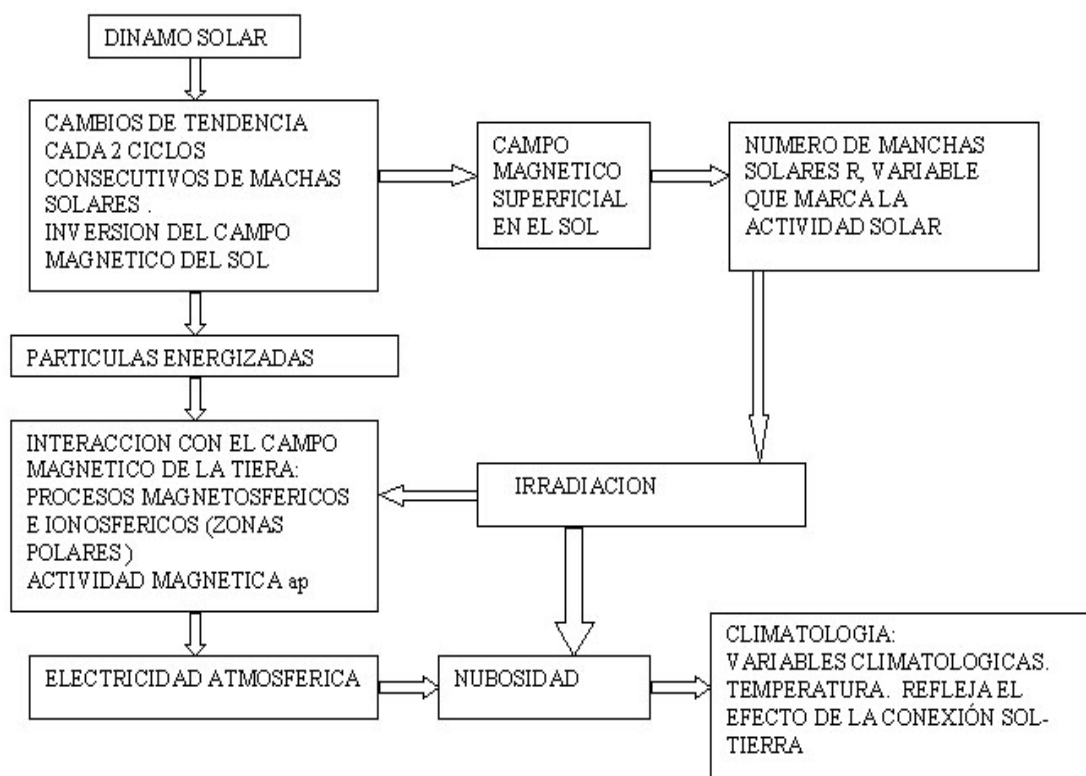 DINAMO SOLAR
CAMBIOS DE TENDENCIA
CADA 2 CICLOS
CONSECUTIVOS DE MACHAS
SOLARES .
INVERSION DEL CAMPO
MAGNETICO DEL SOL
CAMPO
MAGNETICO
SUPERFICIAL
EN EL SOL
NUMERO DE MANCHAS
SOLARES R, VARIABLE
QUE MARCA LA
ACTIVIDAD SOLAR
PARTICULAS ENERGIZADAS
INTERACCION CON EL CAMPO
MAGNETICO DE LA TIERA:
PROCESOS MAGNETOSFERICOS
E IONOSFERICOS (ZONAS
POLARES )
ACTIVIDAD MAGNETICA ap
IRRADIACION
ELECTRICIDAD ATMOSFERICA
NUBOSIDAD
CLIMATOLOGIA:
VARIABLES CLIMATOLOGICAS.
TEMPERATURA. REFLEJA EL
EFECTO DE LA CONEXIÓN SOL-
TIERRA